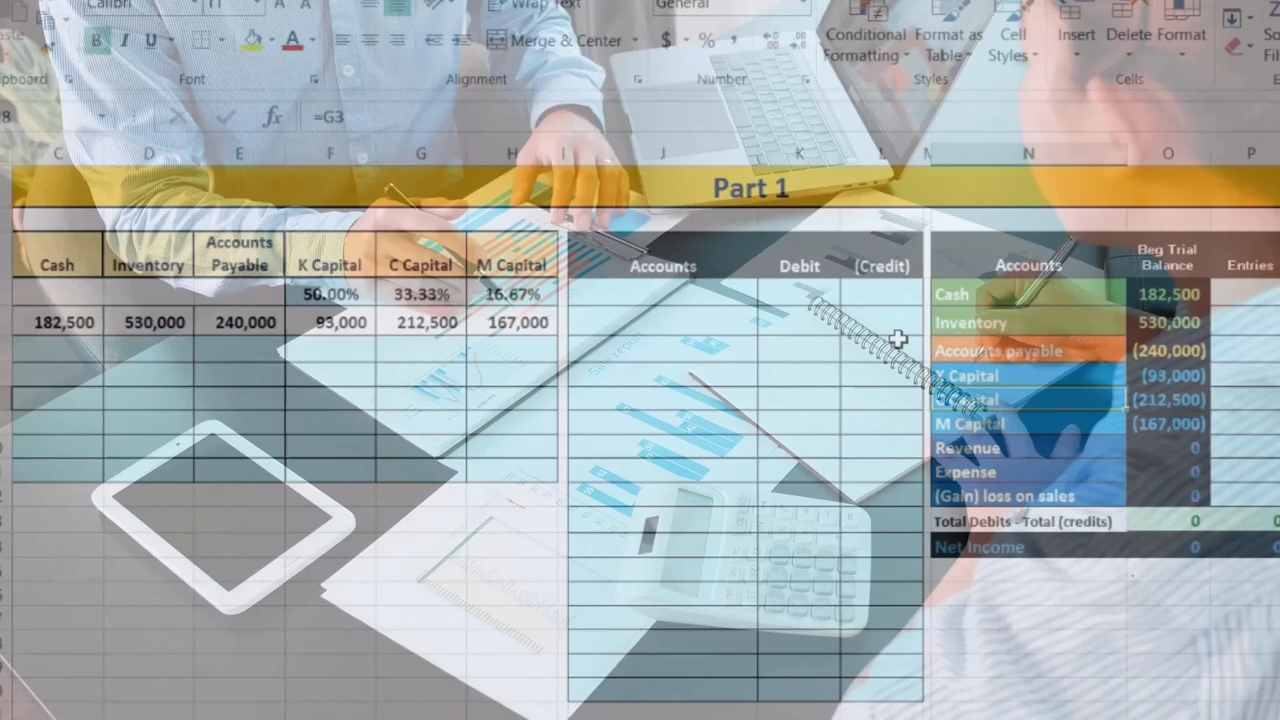 Calibri
11
A
A
Wrap Text
General
B I U
A
Merge & Center
$ %
Conditional Formatting
Format as Table
Cell Styles
Insert Delete Format
Font
Alignment
Number
Styles
Cells
fx =G3
C D E F G H I J K N O P
Part 1
Cash Inventory Accounts Payable K Capital C Capital M Capital
50.00% 33.33% 16.67%
182,500 530,000 240,000 93,000 212,500 167,000
Accounts Debit (Credit)
Accounts Beg Trial Balance Entries
Cash 182,500
Inventory 530,000
Accounts payable (240,000)
Capital (93,000)
(212,500)
M Capital (167,000)
Revenue 0
Expense 0
(Gain) loss on sales 0
Total Debits - Total (credits) 0 0
Net Income 0 0